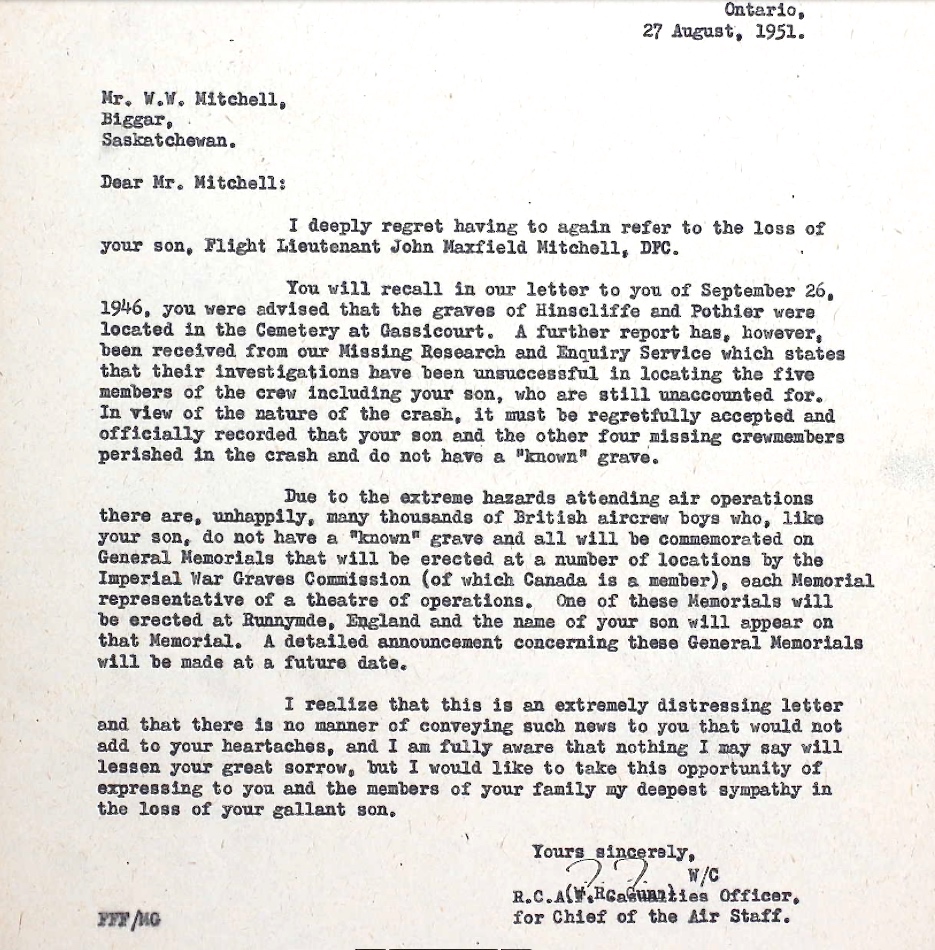 Ontario,
27 August, 1951.
Mr. W.W. Mitchell,
Biggar,
Saskatchewan.
Dear Mr. Mitchell:
I deeply regret having to again refer to the loss of
your son, Flight Lieutenant John Maxfield Mitchell, DFC.
You will recall in our letter to you of September 26,
1946, you were advised that the graves of Hinscliffe and Pothier were
located in the Cemetery at Gassicourt. A further report has, however,
been received from our Missing Research and Enquiry Service which states
that their investigations have been unsuccessful in locating the five
members of the crew including your son, who are still unaccounted for.
In view of the nature of the crash, it must be regretfully accepted and
officially recorded that your son and the other four missing crewmembers
perished in the crash and do not have a "known" grave.
Due to the extreme hazards attending air operations
there are, unhappily, many thousands of British aircrew boys who, like
your son, do not have a "known" grave and all will be commemorated on
General Memorials that will be erected at a number of locations by the
Imperial War Graves Commission (of which Canada is a member), each Memorial
representative of a theatre of operations. One of these Memorials will
be erected at Runnymde, England and the name of your son will appear on
that Memorial. A detailed announcement concerning these General Memorials
will be made at a future date.
I realize that this is an extremely distressing letter
and that there is no manner of conveying such news to you that would not
add to your heartaches, and I am fully aware that nothing I may say will
lessen your great sorrow, but I would like to take this opportunity of
expressing to you and the members of your family my deepest sympathy in
the loss of your gallant son.
Yours sincerely,
W/C
(W.R. Gunn)
R.C.A.F. Casualties Officer,
for Chief of the Air Staff.
FFF/MG